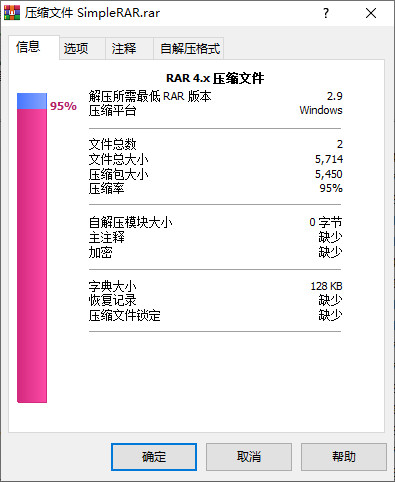 压缩文件 SimpleRAR.rar
信息 选项 注释 自解压格式
RAR 4.x 压缩文件
95%
解压所需最低 RAR 版本 2.9
压缩平台 Windows
文件总数 2
文件总大小 5,714
压缩包大小 5,450
压缩率 95%
自解压模块大小 0 字节
主注释 缺少
加密 缺少
字典大小 128 KB
恢复记录 缺少
压缩文件锁定 缺少
确定 取消 帮助